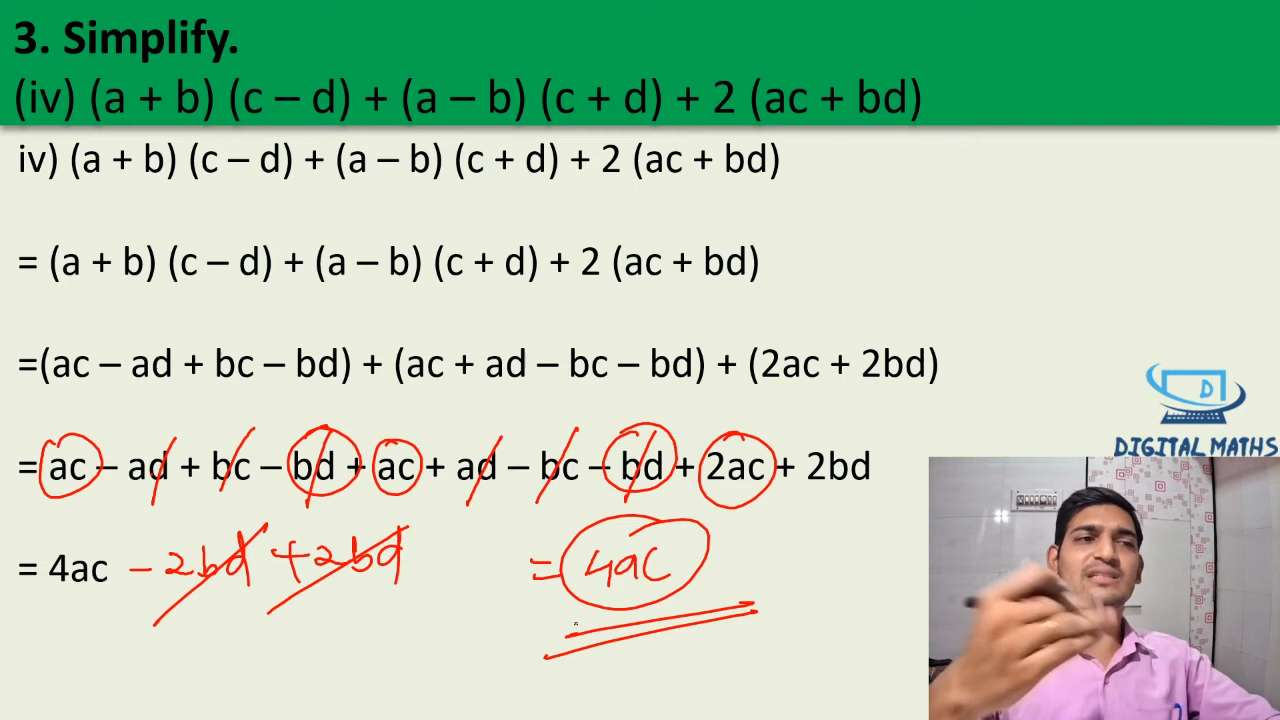 3. Simplify.
(iv) (a + b) (c – d) + (a – b) (c + d) + 2 (ac + bd)
iv) (a + b) (c – d) + (a – b) (c + d) + 2 (ac + bd)
= (a + b) (c – d) + (a – b) (c + d) + 2 (ac + bd)
=(ac – ad + bc – bd) + (ac + ad – bc – bd) + (2ac + 2bd)
= ac – ad + bc – bd + ac + ad – bc – bd + 2ac + 2bd
= 4ac – 2bd + 2bd = 4ac
D
DIGITAL MATHS